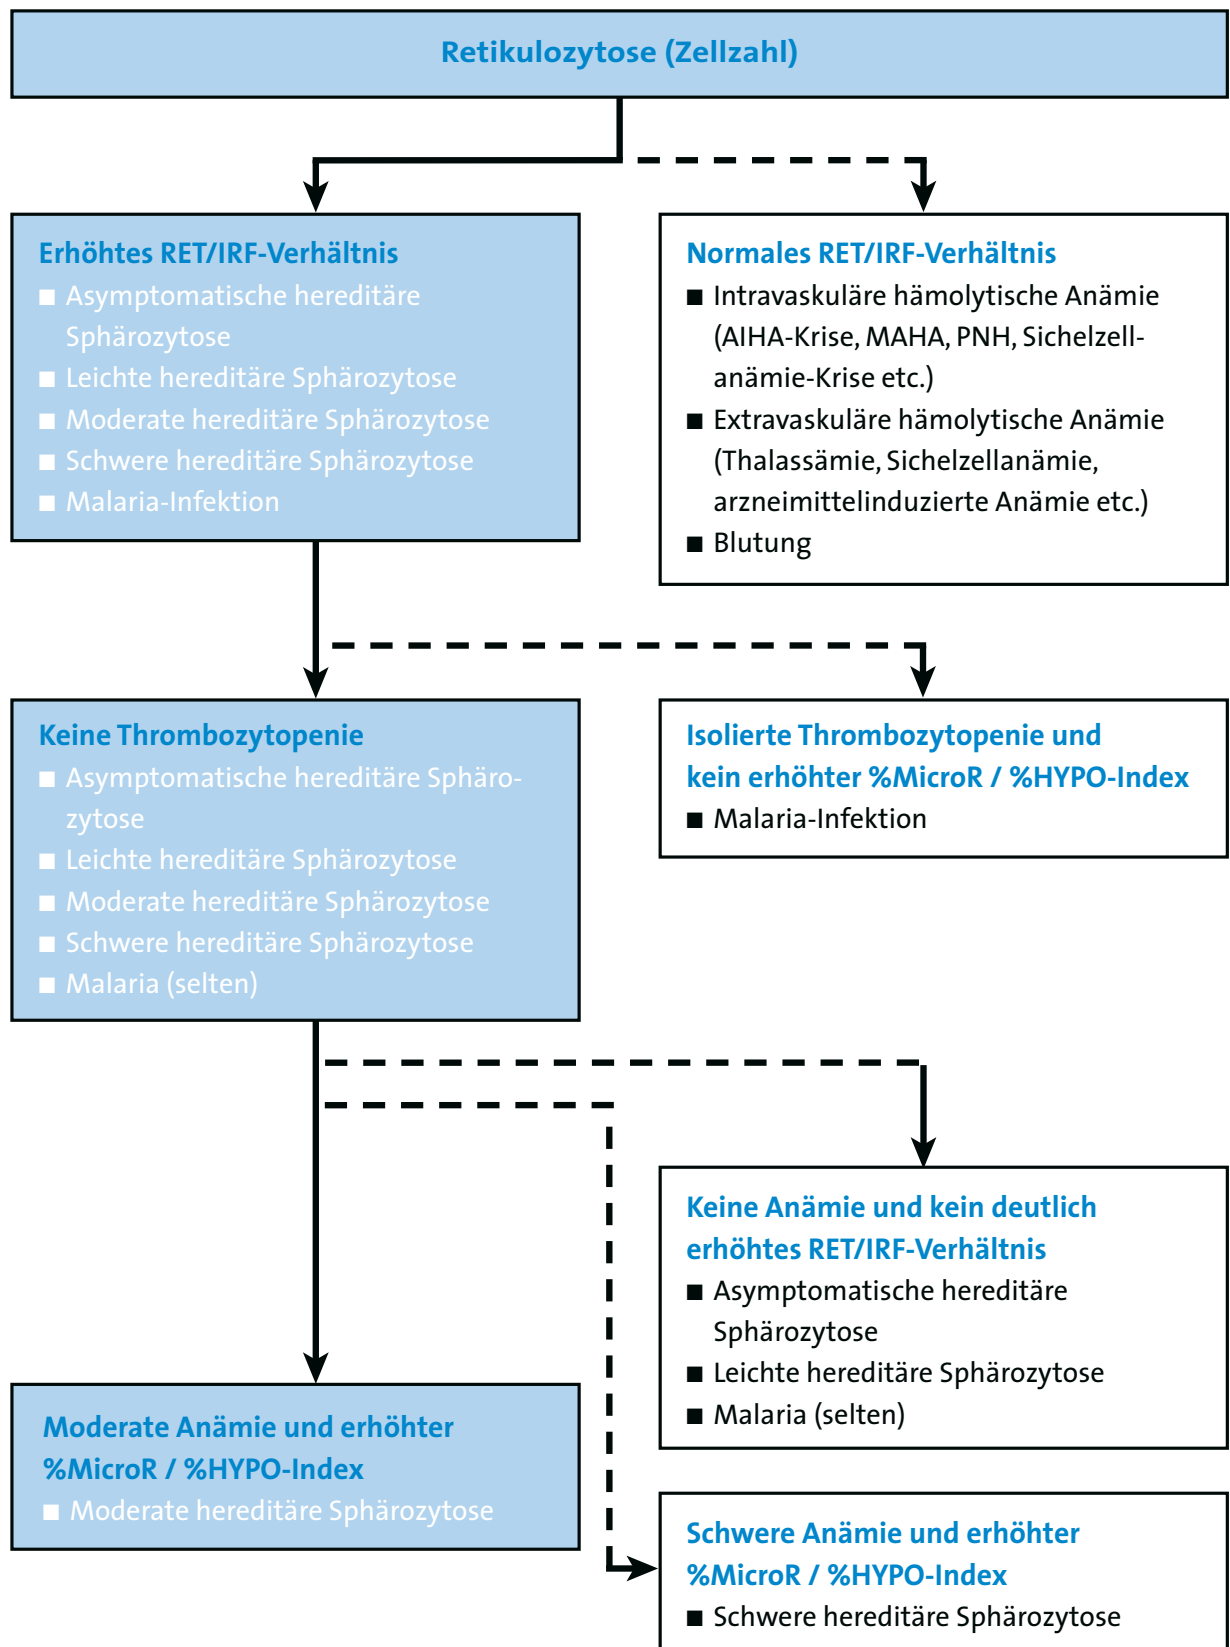 Retikulozytose (Zellzahl)
Erhöhtes RET/IRF-Verhältnis
■ Asymptomatische hereditäre
Sphärozytose
■ Leichte hereditäre Sphärozytose
■ Moderate hereditäre Sphärozytose
■ Schwere hereditäre Sphärozytose
■ Malaria-Infektion
Normales RET/IRF-Verhältnis
■ Intravaskuläre hämolytische Anämie
(AIHA-Krise, MAHA, PNH, Sichelzell-
anämie-Krise etc.)
■ Extravaskuläre hämolytische Anämie
(Thalassämie, Sichelzellanämie,
arzneimittelinduzierte Anämie etc.)
■ Blutung
Keine Thrombozytopenie
■ Asymptomatische hereditäre Sphäro-
zytose
■ Leichte hereditäre Sphärozytose
■ Moderate hereditäre Sphärozytose
■ Schwere hereditäre Sphärozytose
■ Malaria (selten)
Isolierte Thrombozytopenie und
kein erhöhter %MicroR / %HYPO-Index
■ Malaria-Infektion
Keine Anämie und kein deutlich
erhöhtes RET/IRF-Verhältnis
■ Asymptomatische hereditäre
Sphärozytose
■ Leichte hereditäre Sphärozytose
■ Malaria (selten)
Moderate Anämie und erhöhter
%MicroR / %HYPO-Index
■ Moderate hereditäre Sphärozytose
Schwere Anämie und erhöhter
%MicroR / %HYPO-Index
■ Schwere hereditäre Sphärozytose